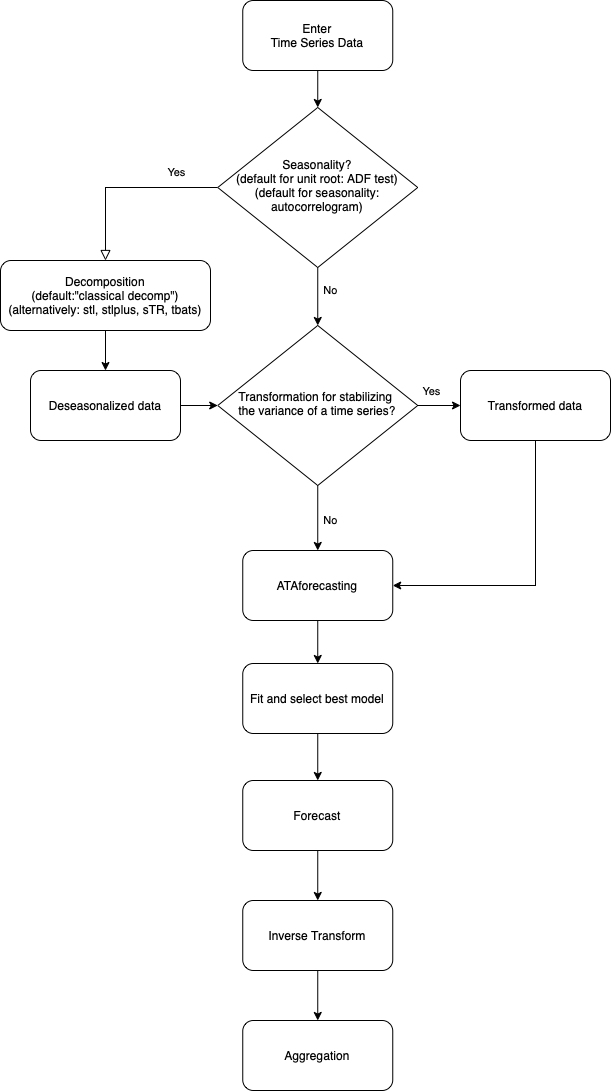 Enter
Time Series Data
Seasonality?
(default for unit root: ADF test)
(default for seasonality:
autocorrelogram)
Yes
No
Decomposition
(default:"classical decomp")
(alternatively: stl, stlplus, sTR, tbats)
Deseasonalized data
Transformation for stabilizing
the variance of a time series?
Yes
Transformed data
No
ATAforecasting
Fit and select best model
Forecast
Inverse Transform
Aggregation